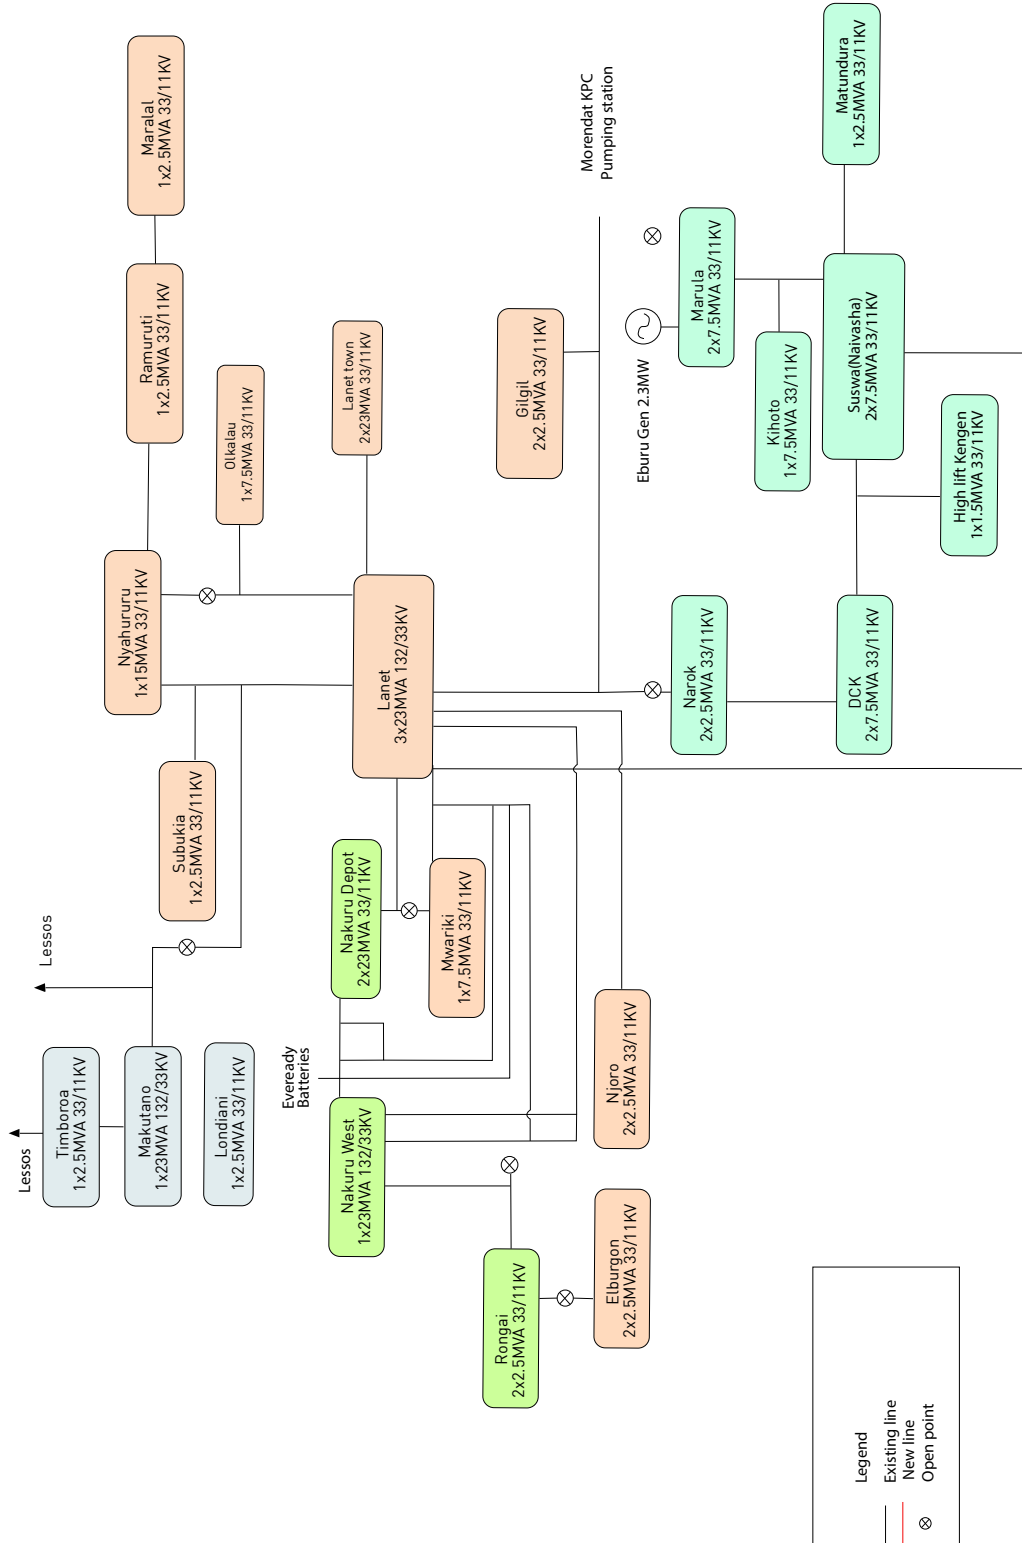 Lessos
Timboroa
1x2.5MVA 33/11KV
Makutano
1x23MVA 132/33KV
Londiani
1x2.5MVA 33/11KV
Lessos
Subukia
1x2.5MVA 33/11KV
Nyahururu
1x15MVA 33/11KV
Ramuruti
1x2.5MVA 33/11KV
Maralal
1x2.5MVA 33/11KV
Olkalau
1x7.5MVA 33/11KV
Eveready
Batteries
Nakuru West
1x23MVA 132/33KV
Nakuru Depot
2x23MVA 33/11KV
Mwariki
1x7.5MVA 33/11KV
Lanet
3x23MVA 132/33KV
Lanet town
2x23MVA 33/11KV
Rongai
2x2.5MVA 33/11KV
Elburgon
2x2.5MVA 33/11KV
Njoro
2x2.5MVA 33/11KV
Gilgil
2x2.5MVA 33/11KV
Morendat KPC
Pumping station
Eburu Gen 2.3MW
Narok
2x2.5MVA 33/11KV
Marula
2x7.5MVA 33/11KV
Kihoto
1x7.5MVA 33/11KV
DCK
2x7.5MVA 33/11KV
Suswa(Naivasha)
2x7.5MVA 33/11KV
Matundura
1x2.5MVA 33/11KV
High lift Kengen
1x1.5MVA 33/11KV
Legend
Existing line
New line
Open point